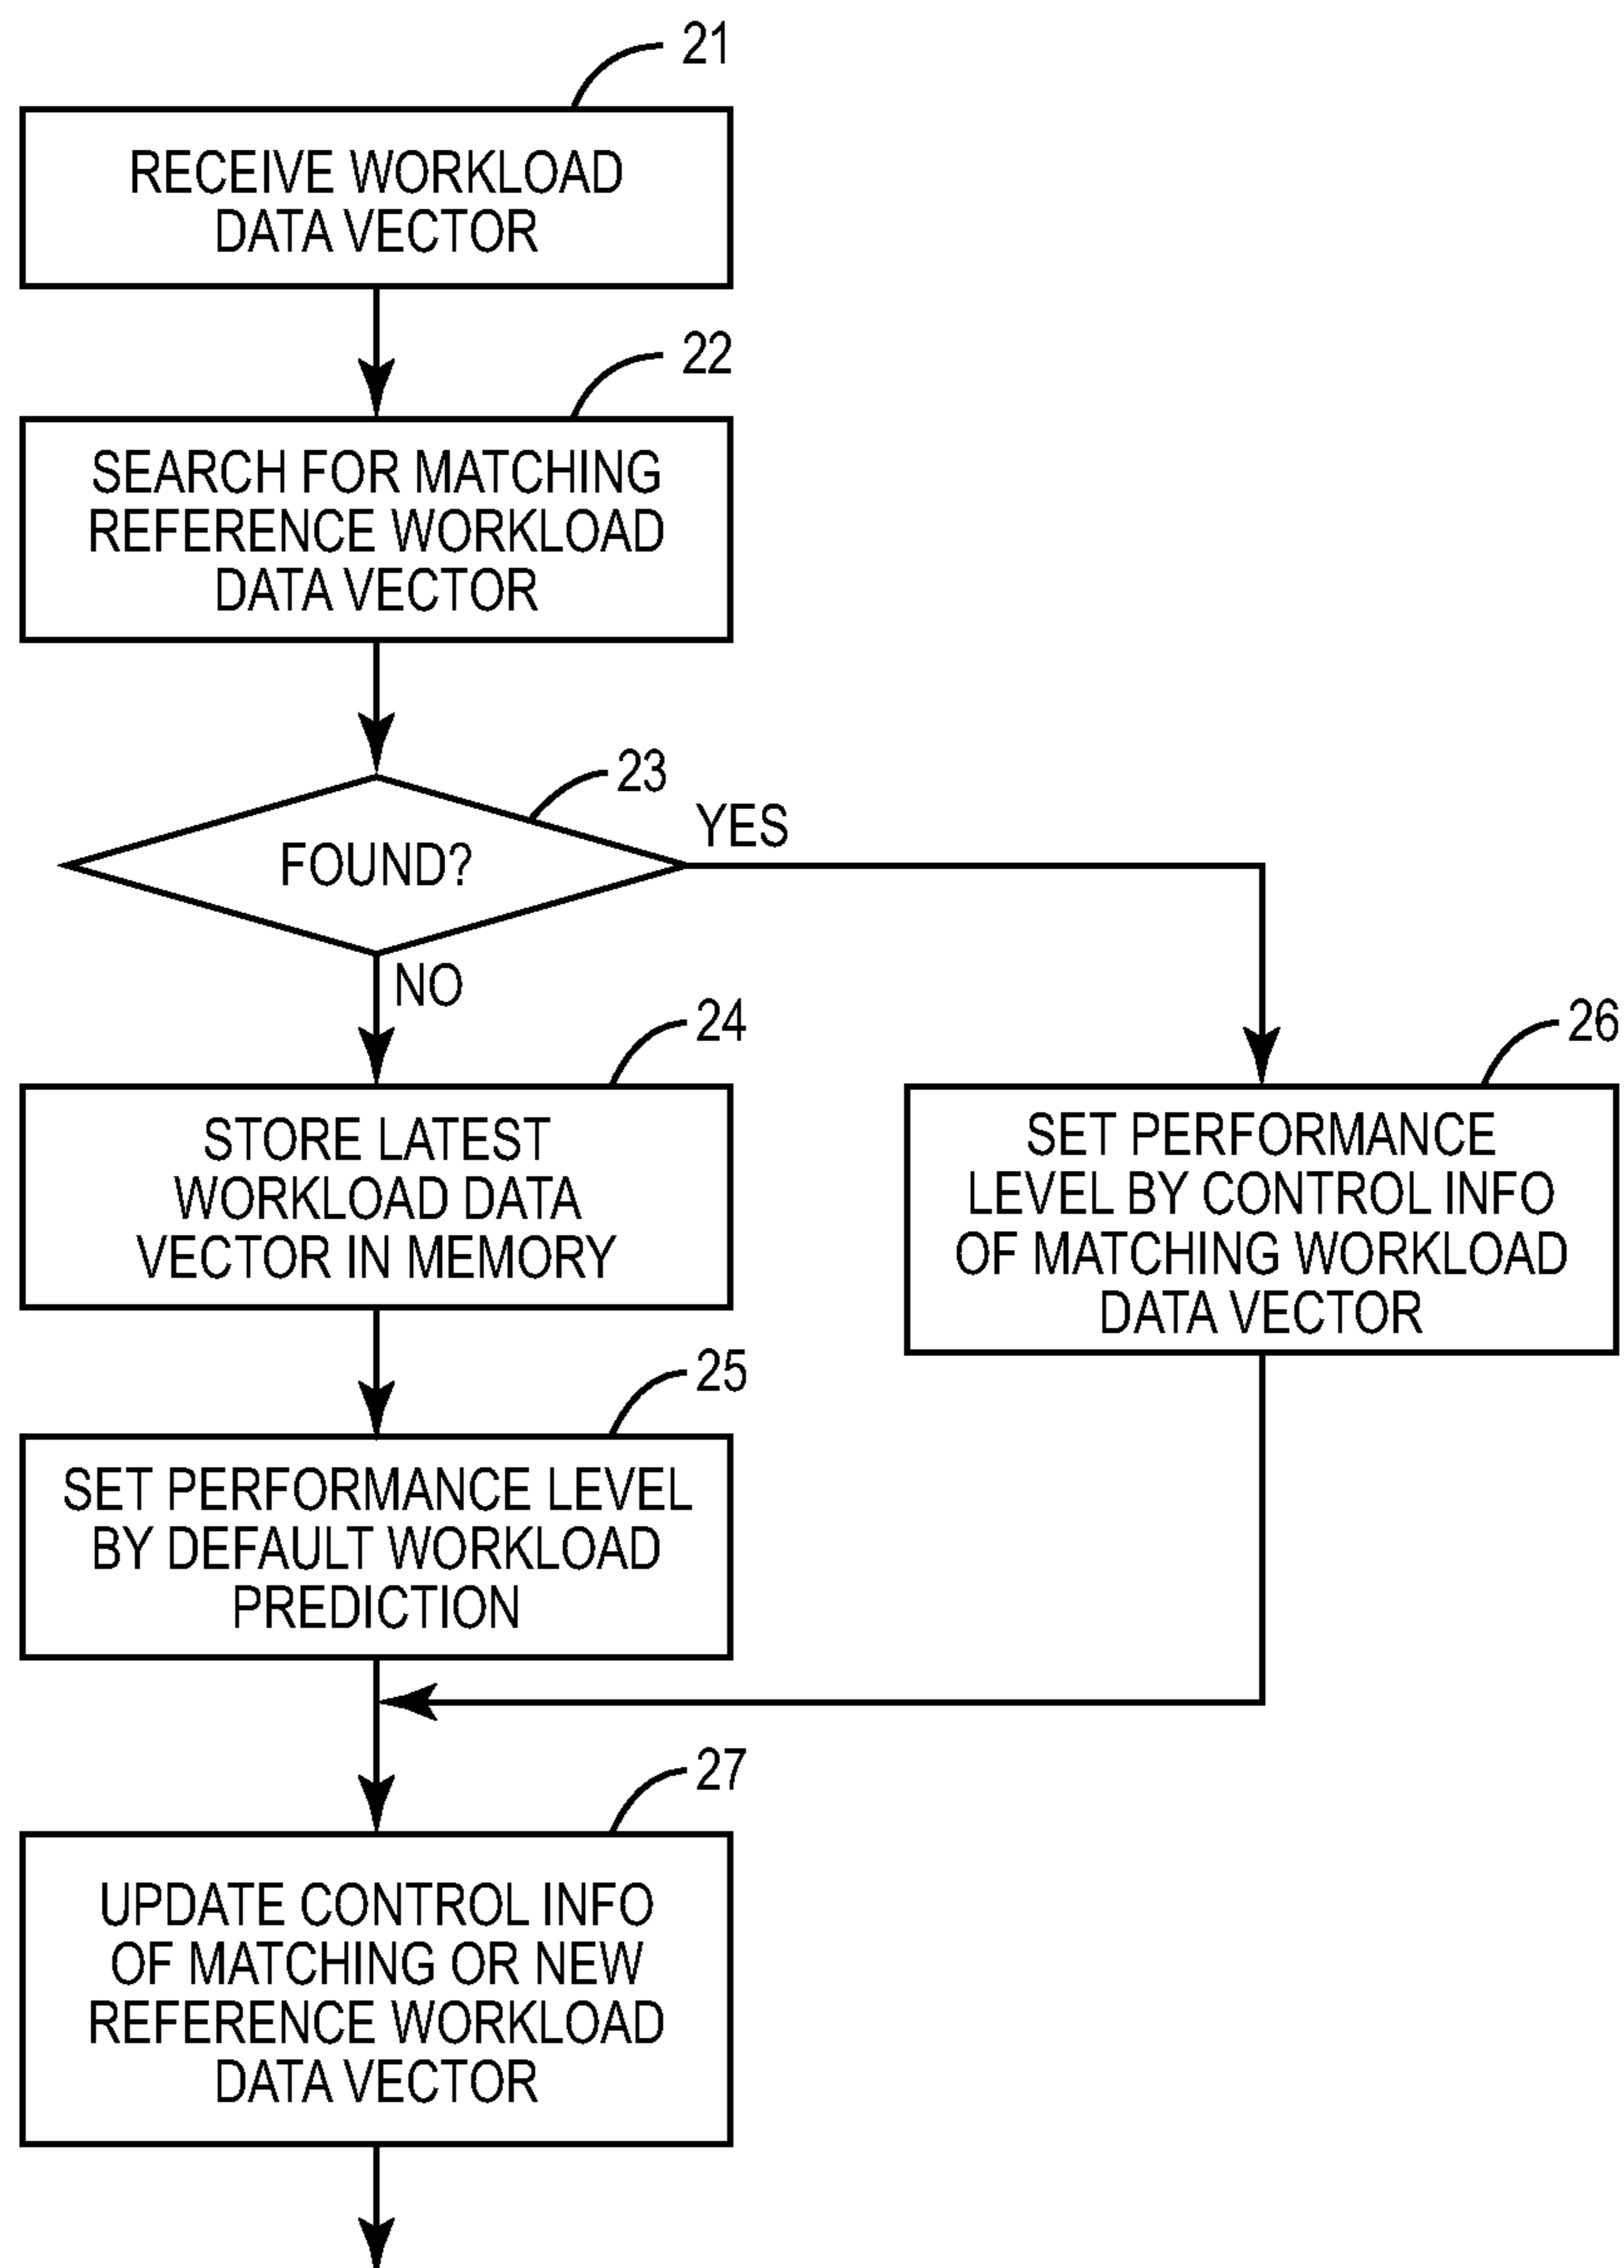 21
RECEIVE WORKLOAD
DATA VECTOR
22
SEARCH FOR MATCHING
REFERENCE WORKLOAD
DATA VECTOR
23
FOUND?
YES
NO
24
STORE LATEST
WORKLOAD DATA
VECTOR IN MEMORY
26
SET PERFORMANCE
LEVEL BY CONTROL INFO
OF MATCHING WORKLOAD
DATA VECTOR
25
SET PERFORMANCE LEVEL
BY DEFAULT WORKLOAD
PREDICTION
27
UPDATE CONTROL INFO
OF MATCHING OR NEW
REFERENCE WORKLOAD
DATA VECTOR